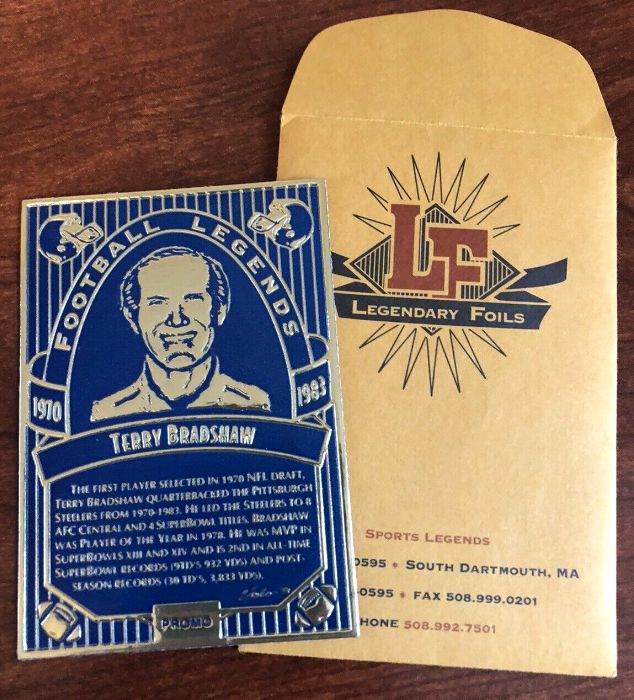 FOOTBALL LEGENDS
1970
1983
TERRY BRADSHAW
THE FIRST PLAYER SELECTED IN 1970 NFL DRAFT,
TERRY BRADSHAW QUARTERBACKED THE PITTSBURGH
STEELERS FROM 1970-1983. HE LED THE STEELERS TO 8
AFC CENTRAL AND 4 SUPERBOWL TITLES. BRADSHAW
WAS PLAYER OF THE YEAR IN 1978. HE WAS MVP IN
SUPERBOWLS XIII AND XIV AND IS 2ND IN ALL-TIME
SUPERBOWL RECORDS (9TD'S 932 YDS) AND POST-
SEASON RECORDS (30 TD'S, 3,833 YDS).
PROMO
LF
LEGENDARY FOILS
SPORTS LEGENDS
0595 • SOUTH DARTMOUTH, MA
0595 • FAX 508.999.0201
HONE 508.992.7501